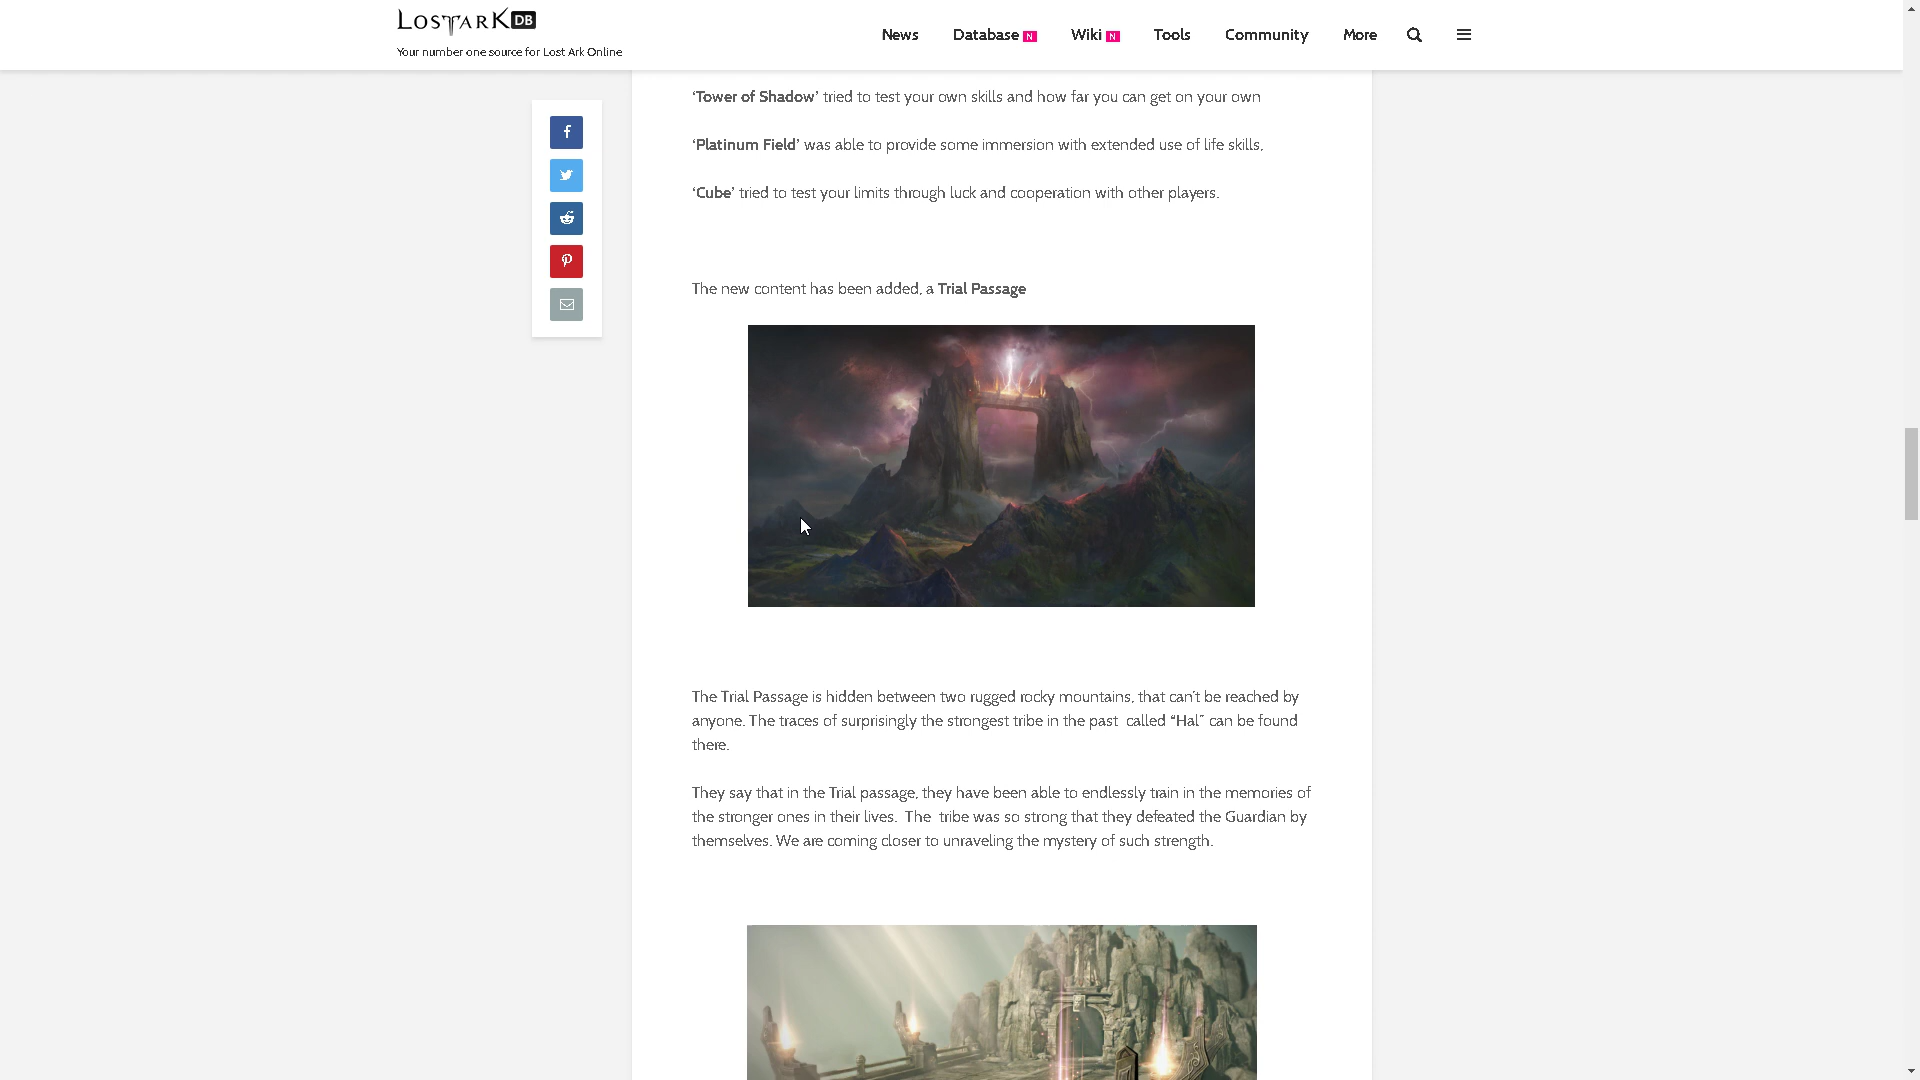 LOSTARK DB
Your number one source for Lost Ark Online
News Database N Wiki N Tools Community More
‘Tower of Shadow’ tried to test your own skills and how far you can get on your own
‘Platinum Field’ was able to provide some immersion with extended use of life skills,
‘Cube’ tried to test your limits through luck and cooperation with other players.
The new content has been added, a Trial Passage
The Trial Passage is hidden between two rugged rocky mountains, that can’t be reached by
anyone. The traces of surprisingly the strongest tribe in the past  called “Hal” can be found
there.
They say that in the Trial passage, they have been able to endlessly train in the memories of
the stronger ones in their lives.  The  tribe was so strong that they defeated the Guardian by
themselves. We are coming closer to unraveling the mystery of such strength.